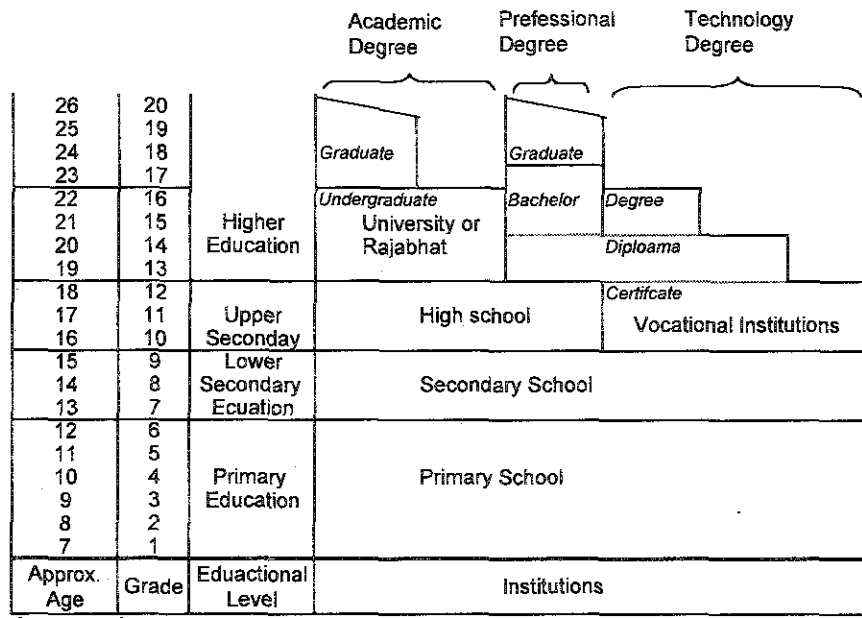 Academic Degree Prefessional Degree Technology Degree
26 20
25 19
24 18 Graduate Graduate
23 17
22 16 Undergraduate Bachelor Degree
21 15 Higher University or
20 14 Education Rajabhat Diploama
19 13
18 12 Certifcate
17 11 Upper High school Vocational Institutions
16 10 Seconday
15 9 Lower
14 8 Secondary Secondary School
13 7 Ecuation
12 6
11 5
10 4 Primary Primary School
9 3 Education
8 2
7 1
Approx. Grade Eduactional Institutions
Age Level